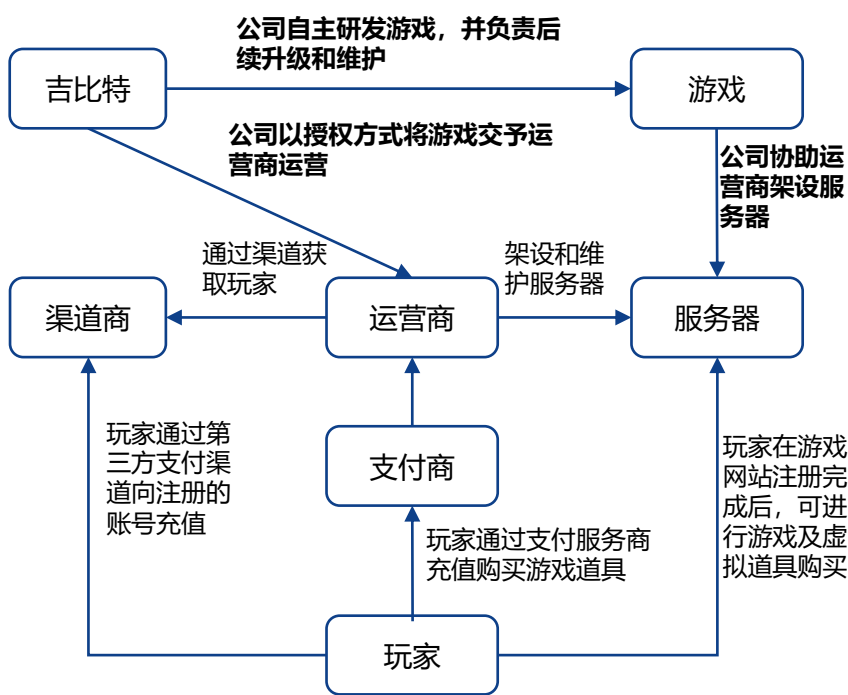 公司自主研发游戏，并负责后
续升级和维护
吉比特
游戏
公司以授权方式将游戏交予运
营商运营
公司协助运
营商架设服
务器
通过渠道获
取玩家
架设和维
护服务器
渠道商
运营商
服务器
玩家通过第
三方支付渠
道向注册的
账号充值
支付商
玩家在游戏
网站注册完
成后，可进
行游戏及虚
拟道具购买
玩家通过支付服务商
充值购买游戏道具
玩家